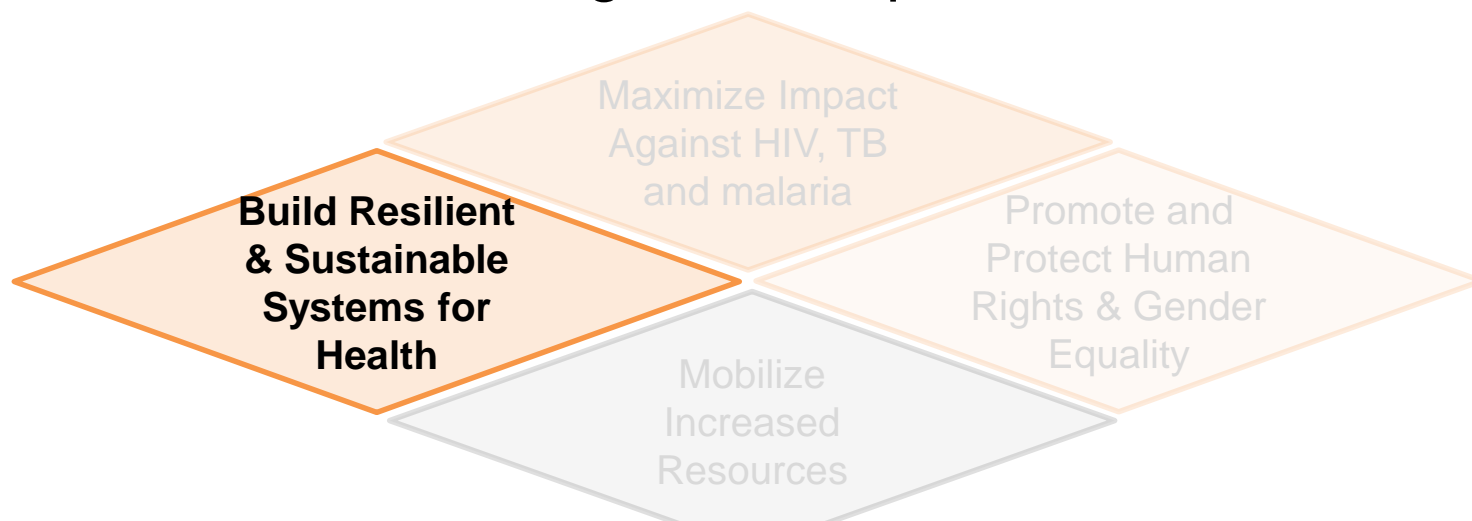 Maximize Impact
Against HIV, TB
and malaria
Build Resilient
& Sustainable
Systems for
Health
Promote and
Protect Human
Rights & Gender
Equality
Mobilize
Increased
Resources